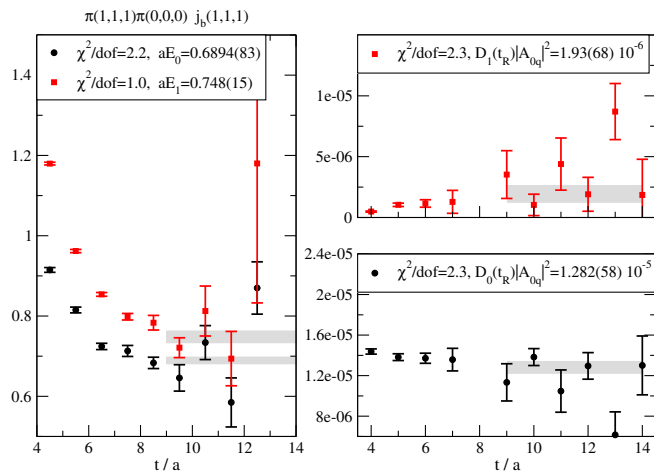 π(1,1,1)π(0,0,0) j_b(1,1,1)
χ²/dof=2.2, aE₀=0.6894(83)
χ²/dof=1.0, aE₁=0.748(15)
1.4
1.2
1
0.8
0.6
4 6 8 10 12 14
t / a
χ²/dof=2.3, D₁(t_R)|A_{0q}|²=1.93(68) 10⁻⁶
1e-05
5e-06
0
2.4e-05
χ²/dof=2.3, D₀(t_R)|A_{0q}|²=1.282(58) 10⁻⁵
2e-05
1.6e-05
1.2e-05
8e-06
4 6 8 10 12 14
t / a